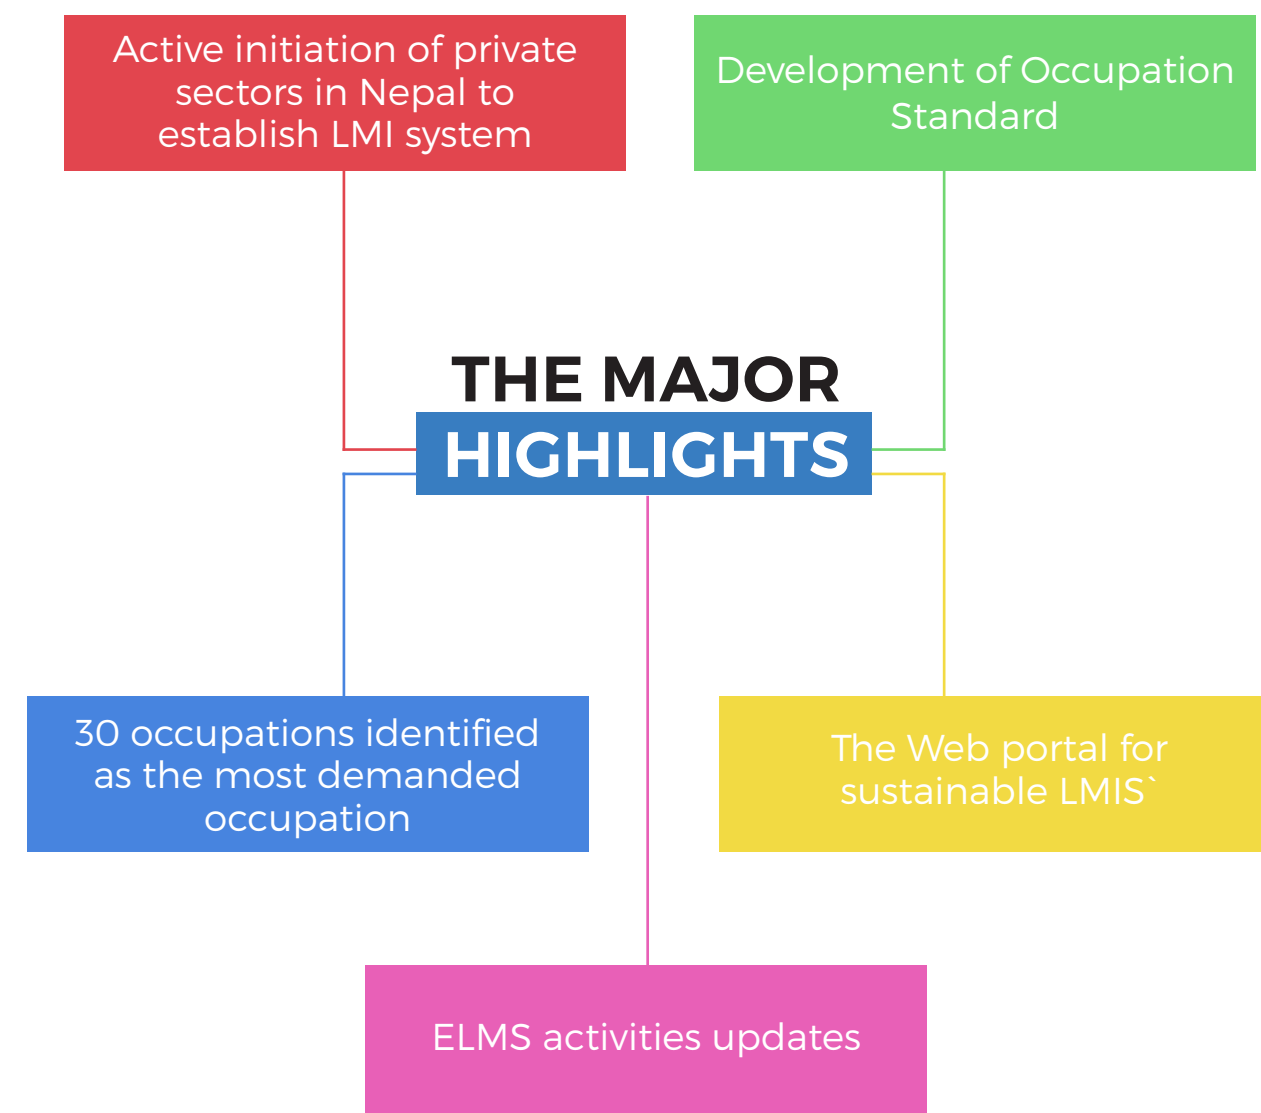 Active initiation of private
sectors in Nepal to
establish LMI system
Development of Occupation
Standard
THE MAJOR
HIGHLIGHTS
30 occupations identified
as the most demanded
occupation
The Web portal for
sustainable LMIS`
ELMS activities updates